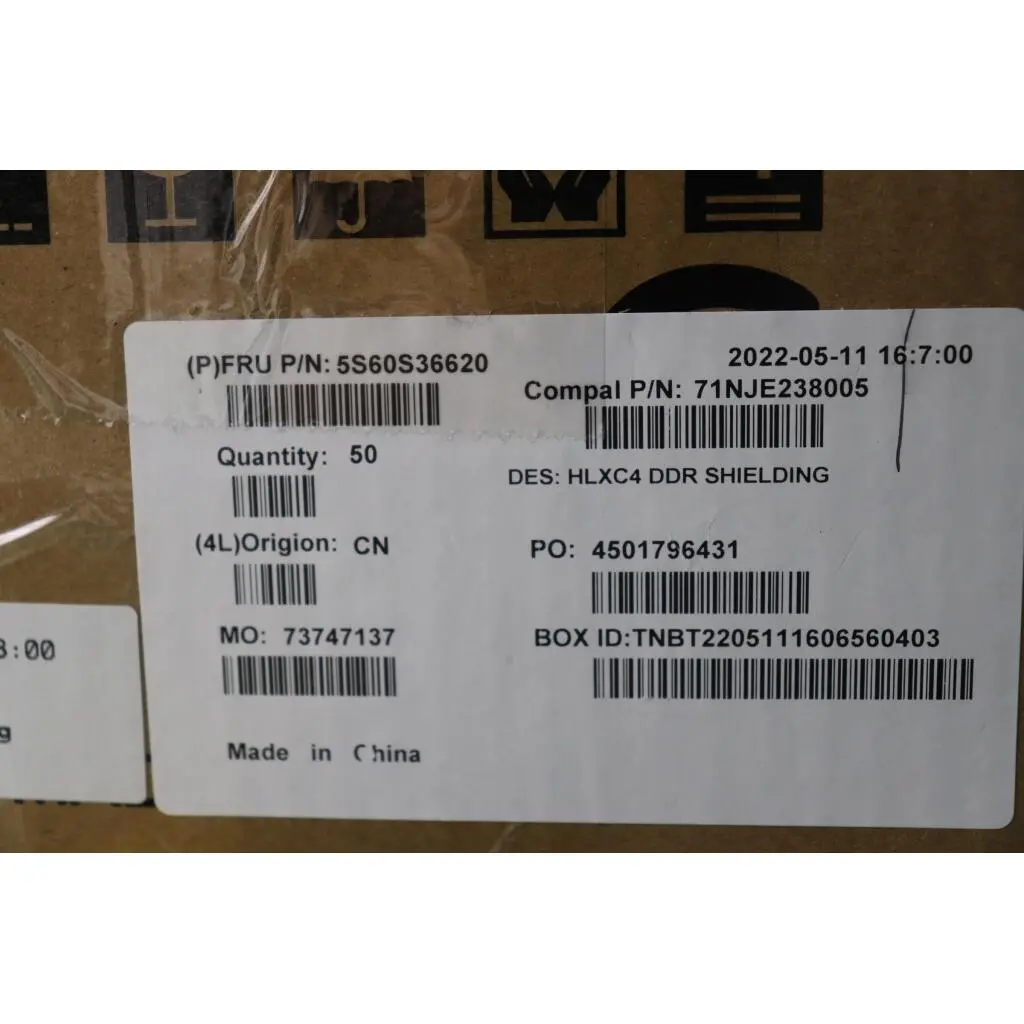 (P)FRU P/N: 5S60S36620
2022-05-11 16:7:00
Compal P/N: 71NJE238005
Quantity: 50
DES: HLXC4 DDR SHIELDING
(4L)Origion: CN
PO: 4501796431
MO: 73747137
BOX ID:TNBT2205111606560403
Made in China
:00
g